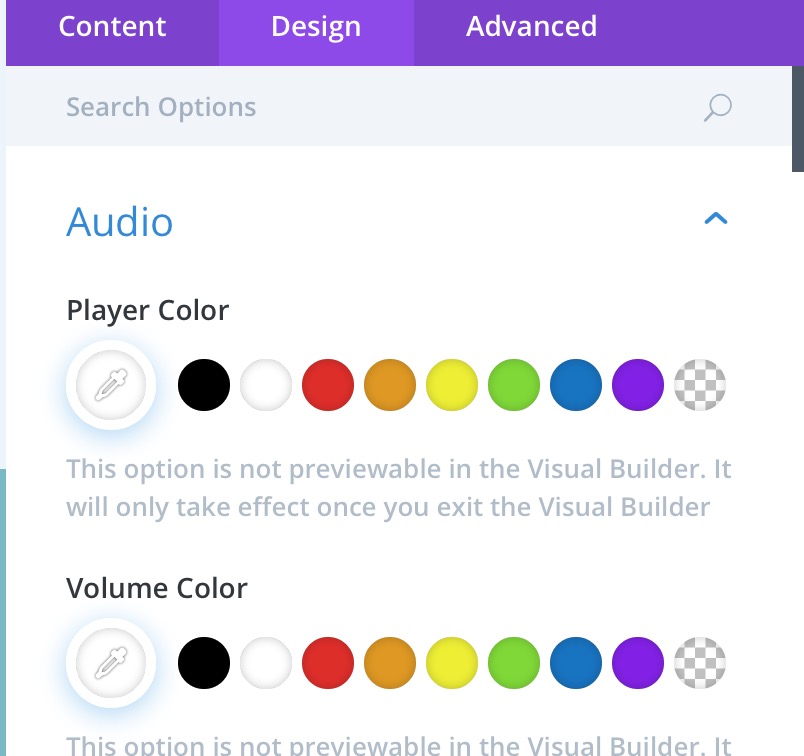 Content Design Advanced
Search Options
Audio
Player Color
This option is not previewable in the Visual Builder. It
will only take effect once you exit the Visual Builder
Volume Color
This option is not previewable in the Visual Builder. It